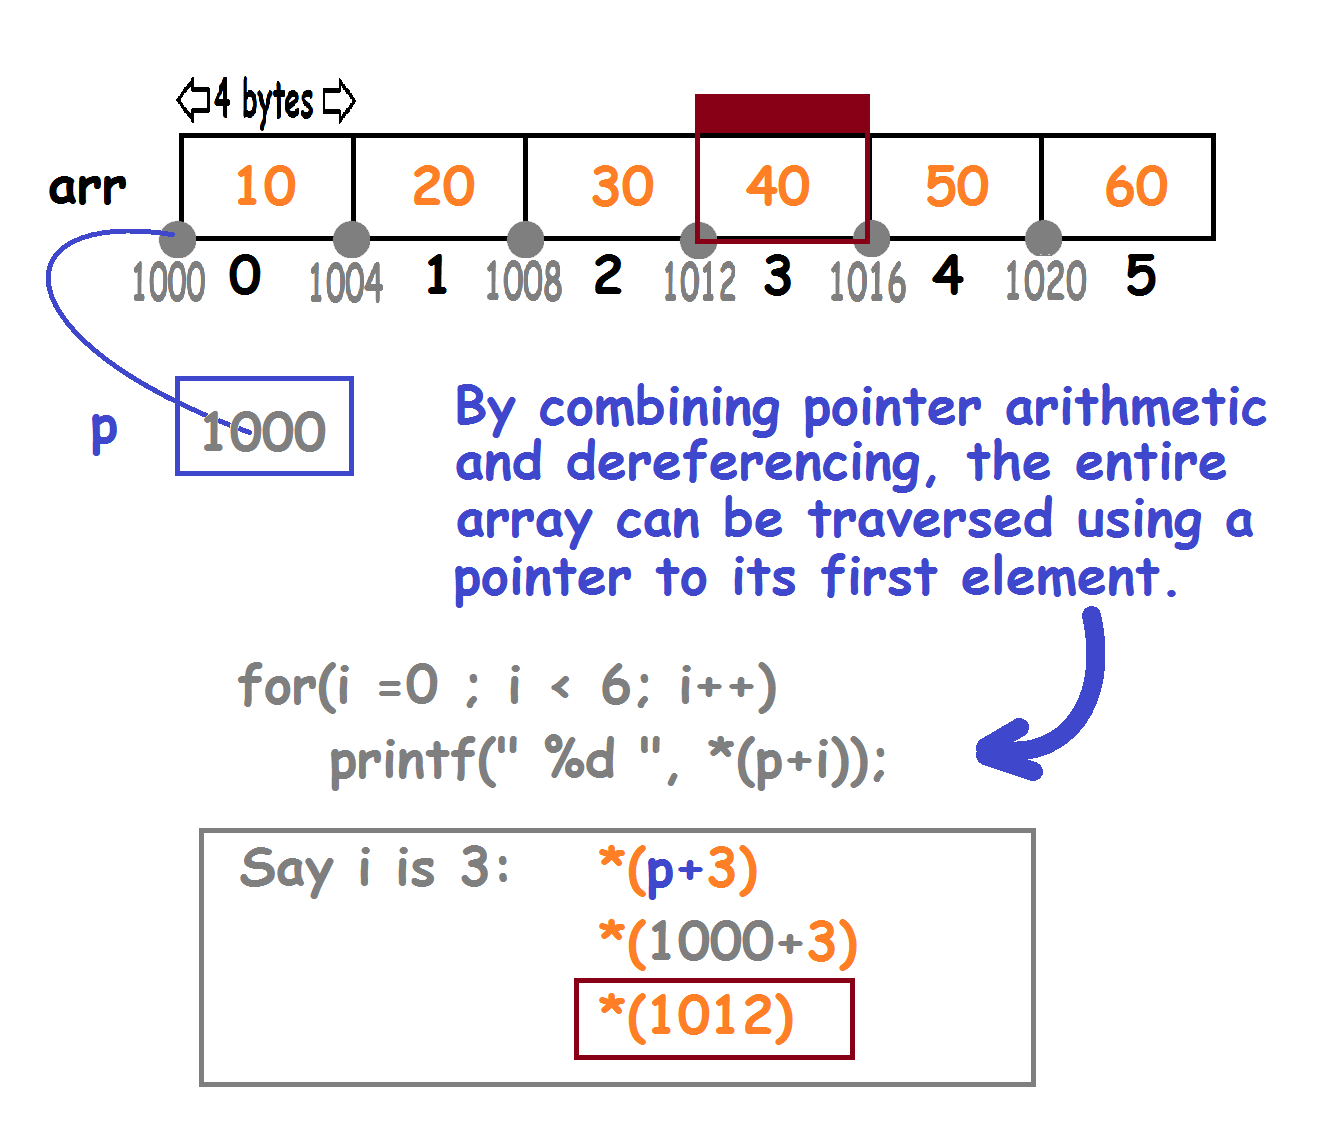 4 bytes
arr 10 20 30 40 50 60
1000 0 1004 1 1008 2 1012 3 1016 4 1020 5
p 1000
By combining pointer arithmetic
and dereferencing, the entire
array can be traversed using a
pointer to its first element.
for(i =0 ; i < 6; i++)
printf(" %d ", *(p+i));
Say i is 3: *(p+3)
*(1000+3)
*(1012)